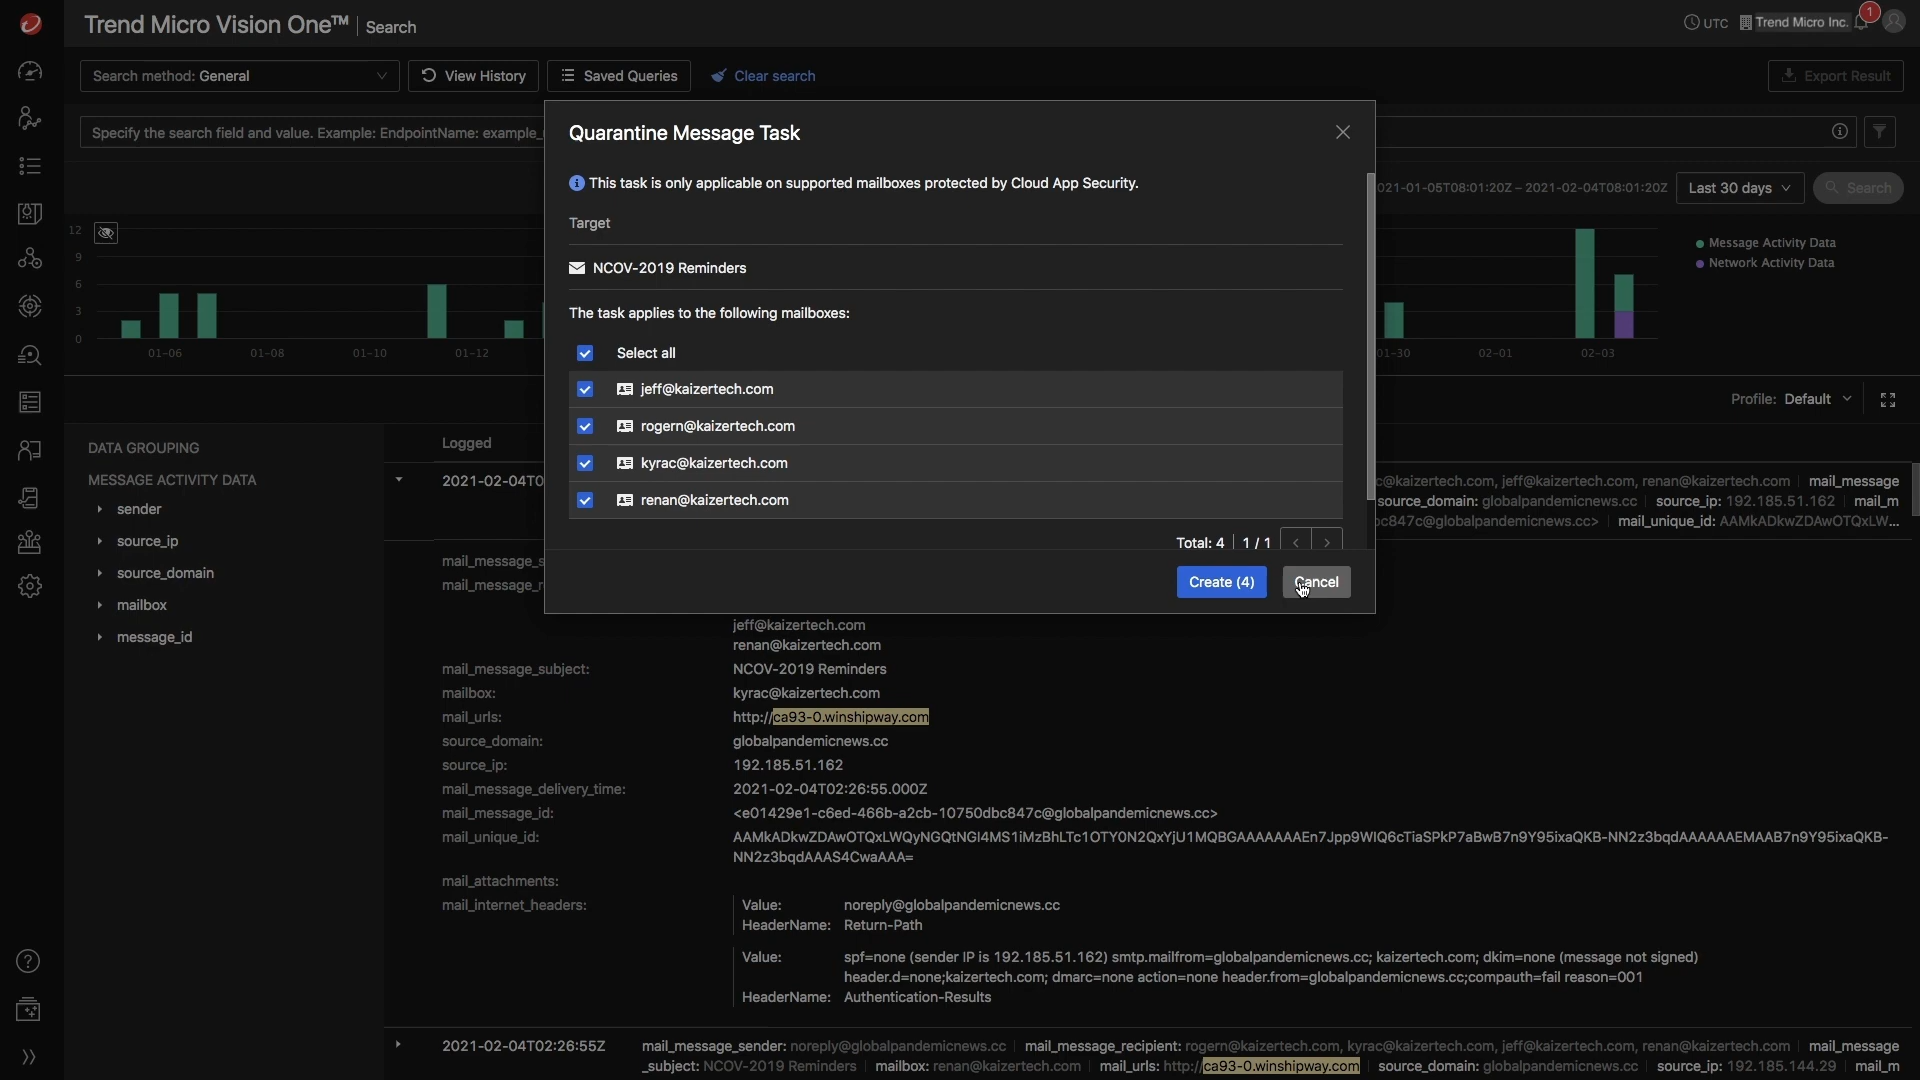 Trend Micro Vision One™ | Search
UTC
Trend Micro Inc.
1
Search method: General
View History
Saved Queries
Clear search
Export Result
Specify the search field and value. Example: EndpointName: example_
021-01-05T08:01:20Z – 2021-02-04T08:01:20Z
Last 30 days
Search
12
9
6
3
0
01-06
01-08
01-10
01-12
01-30
02-01
02-03
Message Activity Data
Network Activity Data
Quarantine Message Task
This task is only applicable on supported mailboxes protected by Cloud App Security.
Target
NCOV-2019 Reminders
The task applies to the following mailboxes:
Select all
jeff@kaizertech.com
rogern@kaizertech.com
kyrac@kaizertech.com
renan@kaizertech.com
Total: 4 | 1 / 1
Create (4)
Cancel
Profile: Default
DATA GROUPING
MESSAGE ACTIVITY DATA
sender
source_ip
source_domain
mailbox
message_id
Logged
2021-02-04T0
c@kaizertech.com, jeff@kaizertech.com, renan@kaizertech.com | mail_message
source_domain: globalpandemicnews.cc | source_ip: 192.185.51.162 | mail_m
bc847c@globalpandemicnews.cc> | mail_unique_id: AAMkADkwZDAwOTQxLW...
mail_message_s
mail_message_r
jeff@kaizertech.com
renan@kaizertech.com
mail_message_subject: NCOV-2019 Reminders
mailbox: kyrac@kaizertech.com
mail_urls: http://ca93-0.winshipway.com
source_domain: globalpandemicnews.cc
source_ip: 192.185.51.162
mail_message_delivery_time: 2021-02-04T02:26:55.000Z
mail_message_id: <e01429e1-c6ed-466b-a2cb-10750dbc847c@globalpandemicnews.cc>
mail_unique_id: AAMkADkwZDAwOTQxLWQyNGQtNGI4MS1iMzBhLTc1OTY0N2QxYjU1MQBGAAAAAAAEn7Jpp9WIQ6cTiaSPkP7aBwB7n9Y95ixaQKB-NN2z3bqdAAAAAAEMAAB7n9Y95ixaQKB-
NN2z3bqdAAAS4CwaAAA=
mail_attachments:
mail_internet_headers:
Value: noreply@globalpandemicnews.cc
HeaderName: Return-Path
Value: spf=none (sender IP is 192.185.51.162) smtp.mailfrom=globalpandemicnews.cc; kaizertech.com; dkim=none (message not signed)
header.d=none;kaizertech.com; dmarc=none action=none header.from=globalpandemicnews.cc;compauth=fail reason=001
HeaderName: Authentication-Results
2021-02-04T02:26:55Z
mail_message_sender: noreply@globalpandemicnews.cc | mail_message_recipient: rogern@kaizertech.com, kyrac@kaizertech.com, jeff@kaizertech.com, renan@kaizertech.com | mail_message
_subject: NCOV-2019 Reminders | mailbox: renan@kaizertech.com | mail_urls: http://ca93-0.winshipway.com | source_domain: globalpandemicnews.cc | source_ip: 192.185.144.29 | mail_m